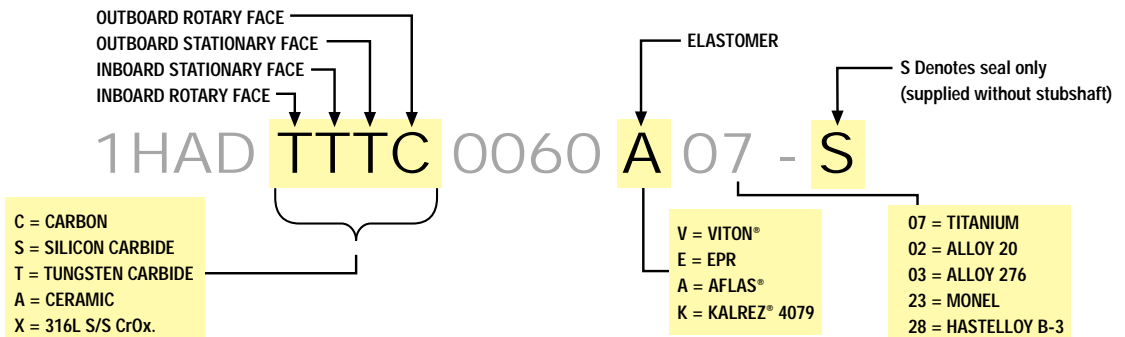 OUTBOARD ROTARY FACE
OUTBOARD STATIONARY FACE
INBOARD STATIONARY FACE
INBOARD ROTARY FACE
ELASTOMER
S Denotes seal only
(supplied without stubshaft)
1HAD TTTC 0060 A 07 - S
C = CARBON
S = SILICON CARBIDE
T = TUNGSTEN CARBIDE
A = CERAMIC
X = 316L S/S CrOx.
V = VITON®
E = EPR
A = AFLAS®
K = KALREZ® 4079
07 = TITANIUM
02 = ALLOY 20
03 = ALLOY 276
23 = MONEL
28 = HASTELLOY B-3